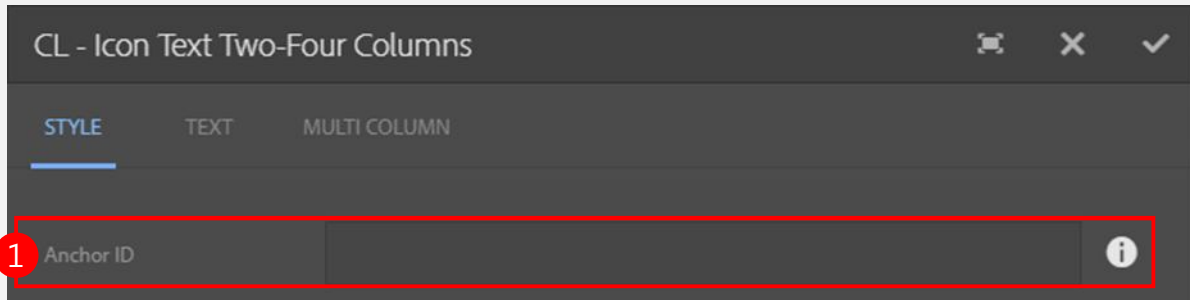 CL - Icon Text Two-Four Columns
STYLE TEXT MULTI COLUMN
1 Anchor ID